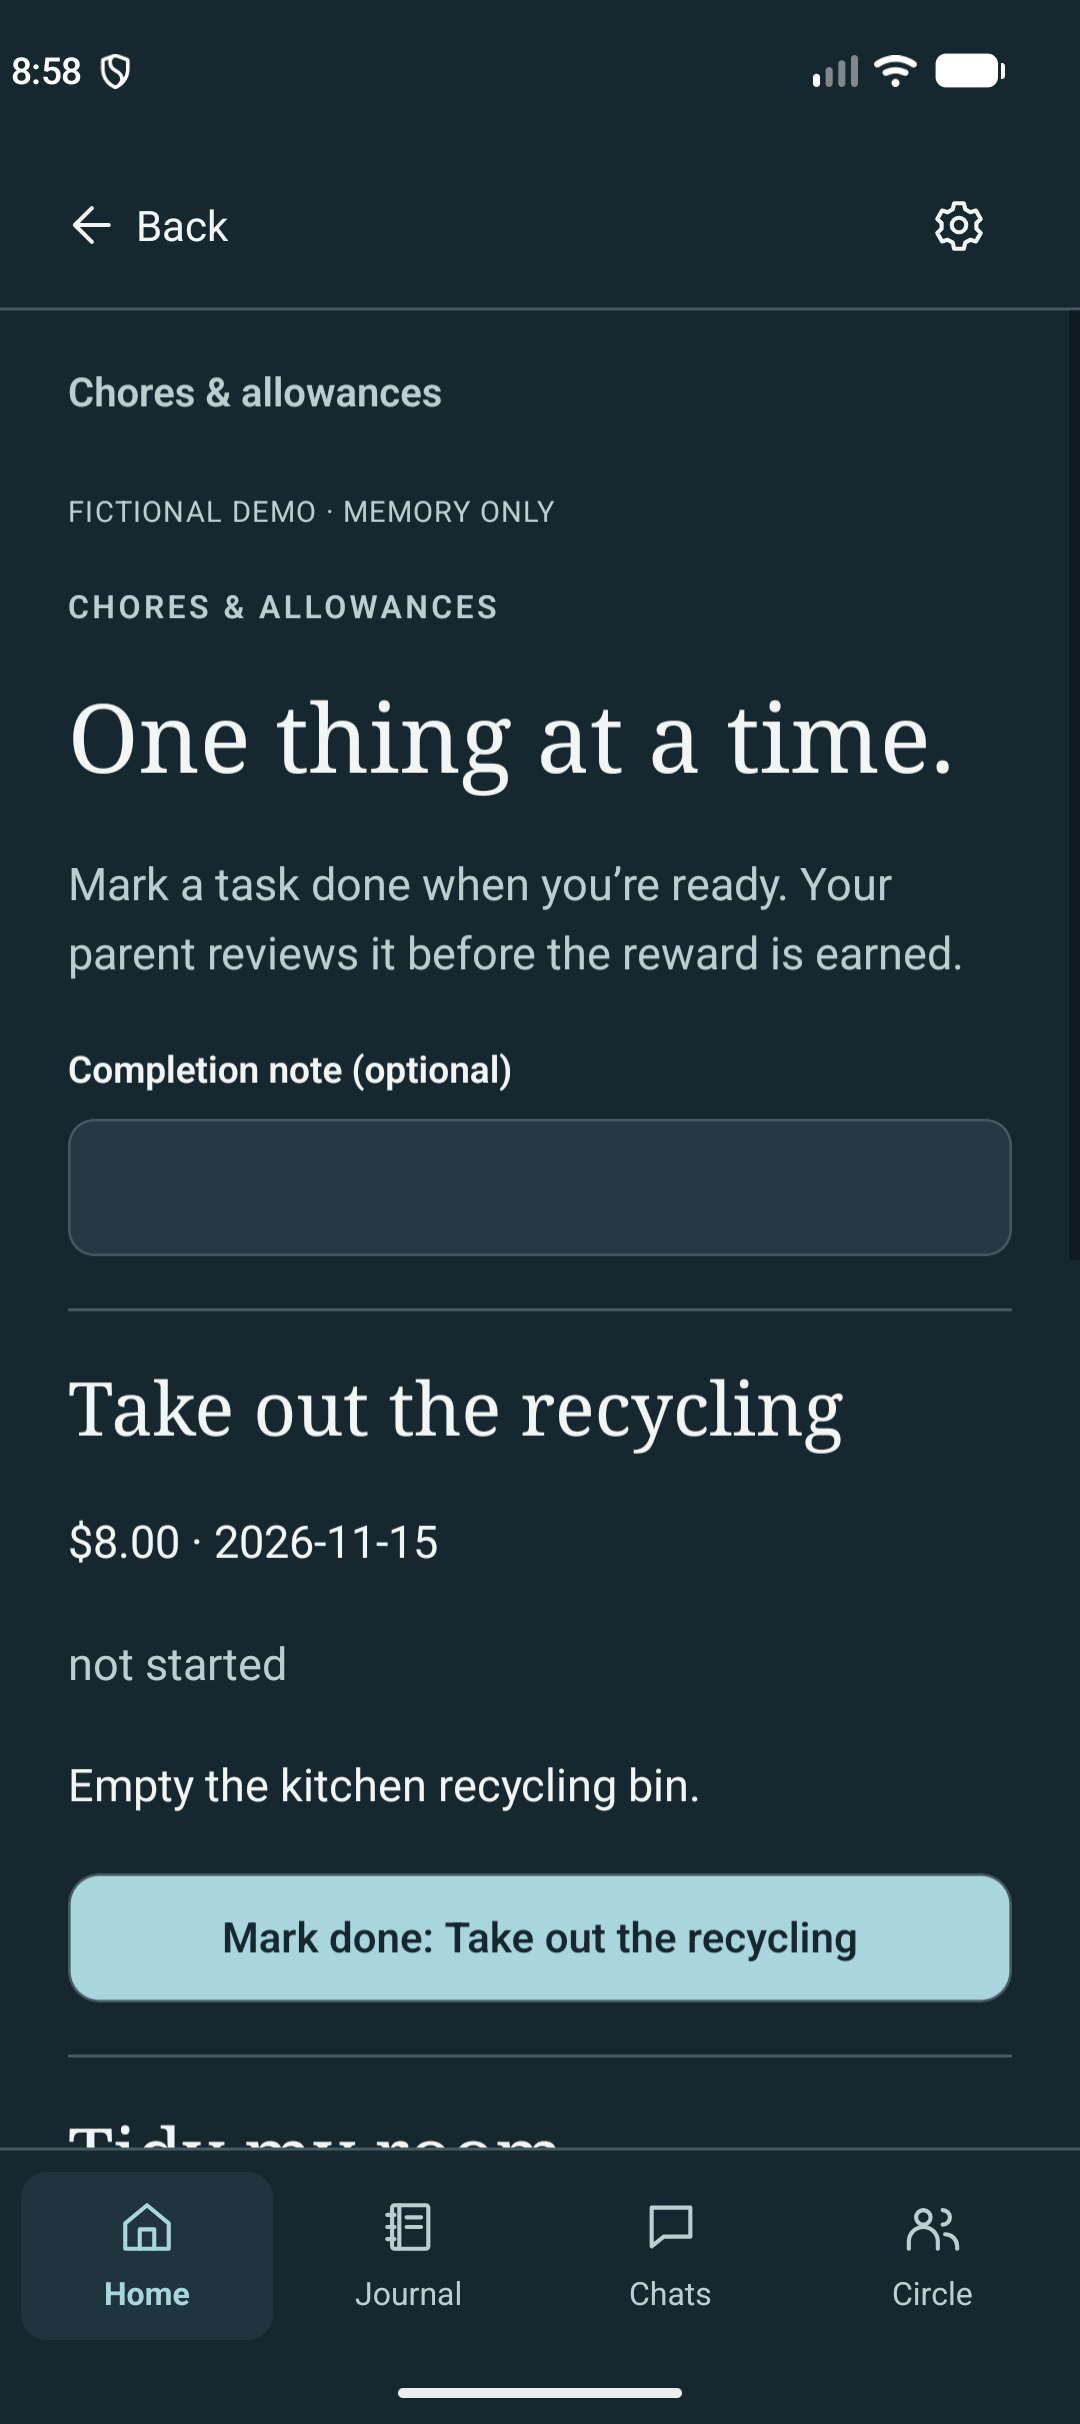 8:58
Back
Chores & allowances
FICTIONAL DEMO · MEMORY ONLY
CHORES & ALLOWANCES
One thing at a time.
Mark a task done when you’re ready. Your
parent reviews it before the reward is earned.
Completion note (optional)
Take out the recycling
$8.00 · 2026-11-15
not started
Empty the kitchen recycling bin.
Mark done: Take out the recycling
Tidy my room
Home
Journal
Chats
Circle